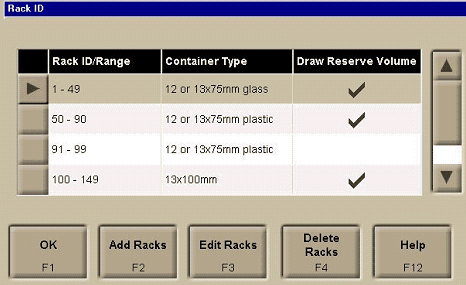 Rack ID
Rack ID/Range Container Type Draw Reserve Volume
1 - 49 12 or 13x75mm glass
50 - 90 12 or 13x75mm plastic
91 - 99 12 or 13x75mm plastic
100 - 149 13x100mm
OK Add Racks Edit Racks Delete Racks Help
F1 F2 F3 F4 F12